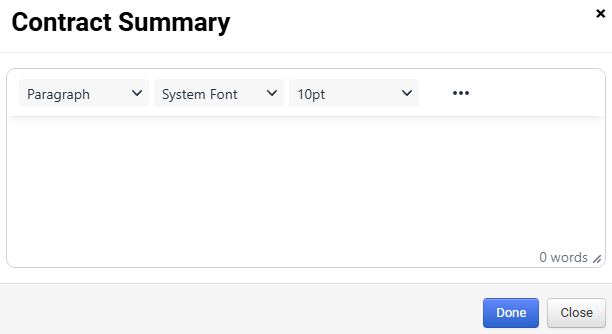 Contract Summary
Paragraph System Font 10pt
0 words
Done Close